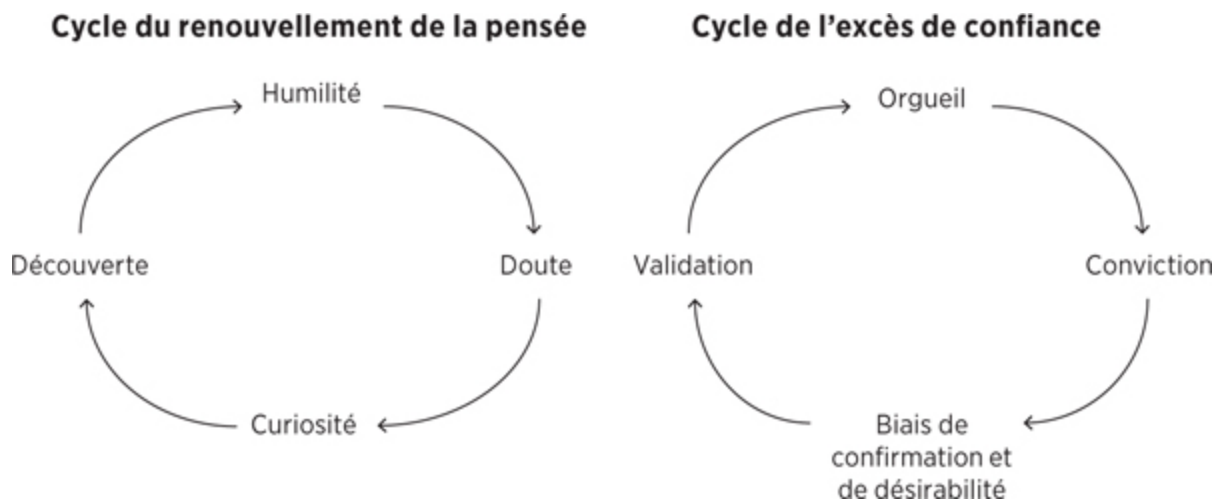 Cycle du renouvellement de la pensée
Humilité
Doute
Curiosité
Découverte
Cycle de l'excès de confiance
Orgueil
Conviction
Biais de
confirmation et
de désirabilité
Validation